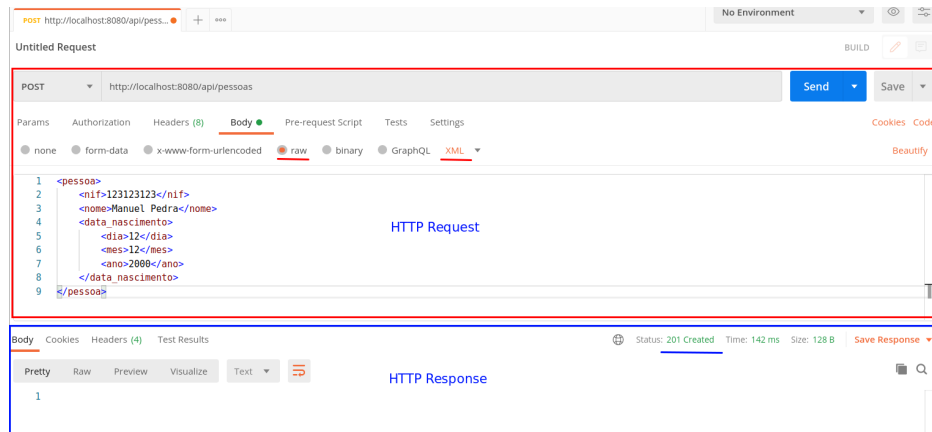 POST http://localhost:8080/api/pess... + ooo No Environment
Untitled Request BUILD
POST http://localhost:8080/api/pessoas Send Save
Params Authorization Headers (8) Body Pre-request Script Tests Settings Cookies Code
none form-data x-www-form-urlencoded raw binary GraphQL XML Beautify
1 <pessoa>
2 <nif>123123123</nif>
3 <nome>Manuel Pedra</nome>
4 <data_nascimento>
5 <dia>12</dia>
6 <mes>12</mes>
7 <ano>2000</ano>
8 </data_nascimento>
9 </pessoa>
HTTP Request
Body Cookies Headers (4) Test Results Status: 201 Created Time: 142 ms Size: 128 B Save Response
Pretty Raw Preview Visualize Text
HTTP Response
1